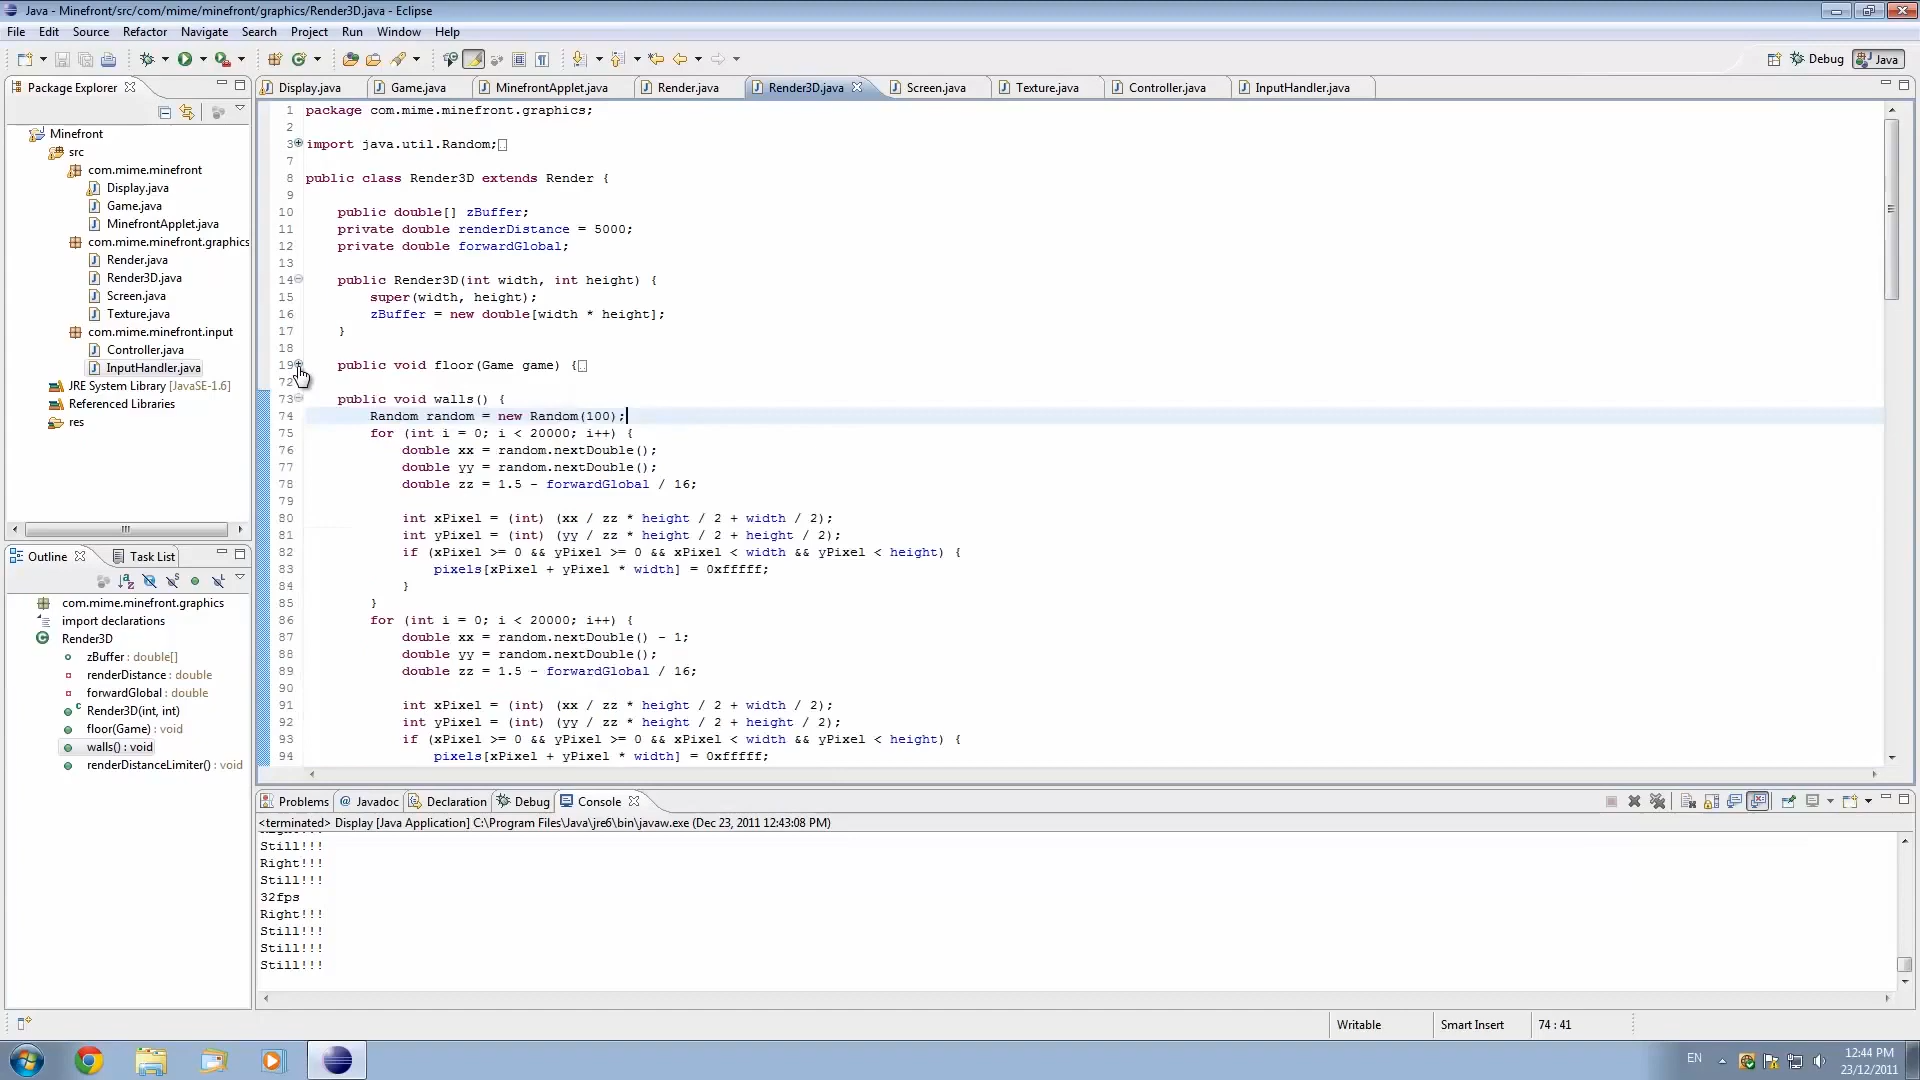 Java - Minefront/src/com/mime/minefront/graphics/Render3D.java - Eclipse
File Edit Source Refactor Navigate Search Project Run Window Help
Debug Java
Package Explorer
Display.java Game.java MinefrontApplet.java Render.java Render3D.java Screen.java Texture.java Controller.java InputHandler.java
Minefront
src
com.mime.minefront
Display.java
Game.java
MinefrontApplet.java
com.mime.minefront.graphics
Render.java
Render3D.java
Screen.java
Texture.java
com.mime.minefront.input
Controller.java
InputHandler.java
JRE System Library [JavaSE-1.6]
Referenced Libraries
res
Outline Task List
com.mime.minefront.graphics
import declarations
Render3D
zBuffer : double[]
renderDistance : double
forwardGlobal : double
Render3D(int, int)
floor(Game) : void
walls() : void
renderDistanceLimiter() : void
1 package com.mime.minefront.graphics;
2
3 import java.util.Random;
7
8 public class Render3D extends Render {
9
10 public double[] zBuffer;
11 private double renderDistance = 5000;
12 private double forwardGlobal;
13
14 public Render3D(int width, int height) {
15 super(width, height);
16 zBuffer = new double[width * height];
17 }
18
19 public void floor(Game game) {
72
73 public void walls() {
74 Random random = new Random(100);
75 for (int i = 0; i < 20000; i++) {
76 double xx = random.nextDouble();
77 double yy = random.nextDouble();
78 double zz = 1.5 - forwardGlobal / 16;
79
80 int xPixel = (int) (xx / zz * height / 2 + width / 2);
81 int yPixel = (int) (yy / zz * height / 2 + height / 2);
82 if (xPixel >= 0 && yPixel >= 0 && xPixel < width && yPixel < height) {
83 pixels[xPixel + yPixel * width] = 0xfffff;
84 }
85 }
86 for (int i = 0; i < 20000; i++) {
87 double xx = random.nextDouble() - 1;
88 double yy = random.nextDouble();
89 double zz = 1.5 - forwardGlobal / 16;
90
91 int xPixel = (int) (xx / zz * height / 2 + width / 2);
92 int yPixel = (int) (yy / zz * height / 2 + height / 2);
93 if (xPixel >= 0 && yPixel >= 0 && xPixel < width && yPixel < height) {
94 pixels[xPixel + yPixel * width] = 0xfffff;
Problems @ Javadoc Declaration Debug Console
<terminated> Display [Java Application] C:\Program Files\Java\jre6\bin\javaw.exe (Dec 23, 2011 12:43:08 PM)
Still!!!
Right!!!
Still!!!
32fps
Right!!!
Still!!!
Still!!!
Still!!!
Writable Smart Insert 74 : 41
EN 12:44 PM
23/12/2011